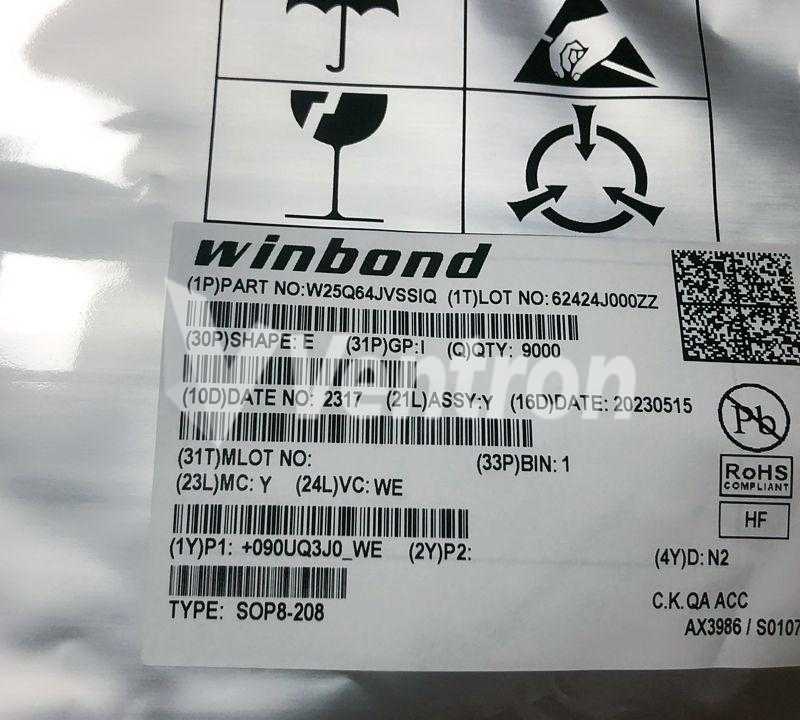 winbond
(1P)PART NO:W25Q64JVSSIQ (1T)LOT NO: 62424J000ZZ
(30P)SHAPE: E (31P)GP:I (Q)QTY: 9000
Ventron
(10D)DATE NO: 2317 (21L)ASSY:Y (16D)DATE: 20230515
(31T)MLOT NO: (33P)BIN: 1
(23L)MC: Y (24L)VC: WE
(1Y)P1: +090UQ3J0_WE (2Y)P2:
(4Y)D: N2
TYPE: SOP8-208
Pb
RoHS
COMPLIANT
HF
C.K. QA ACC
AX3986 / S0107